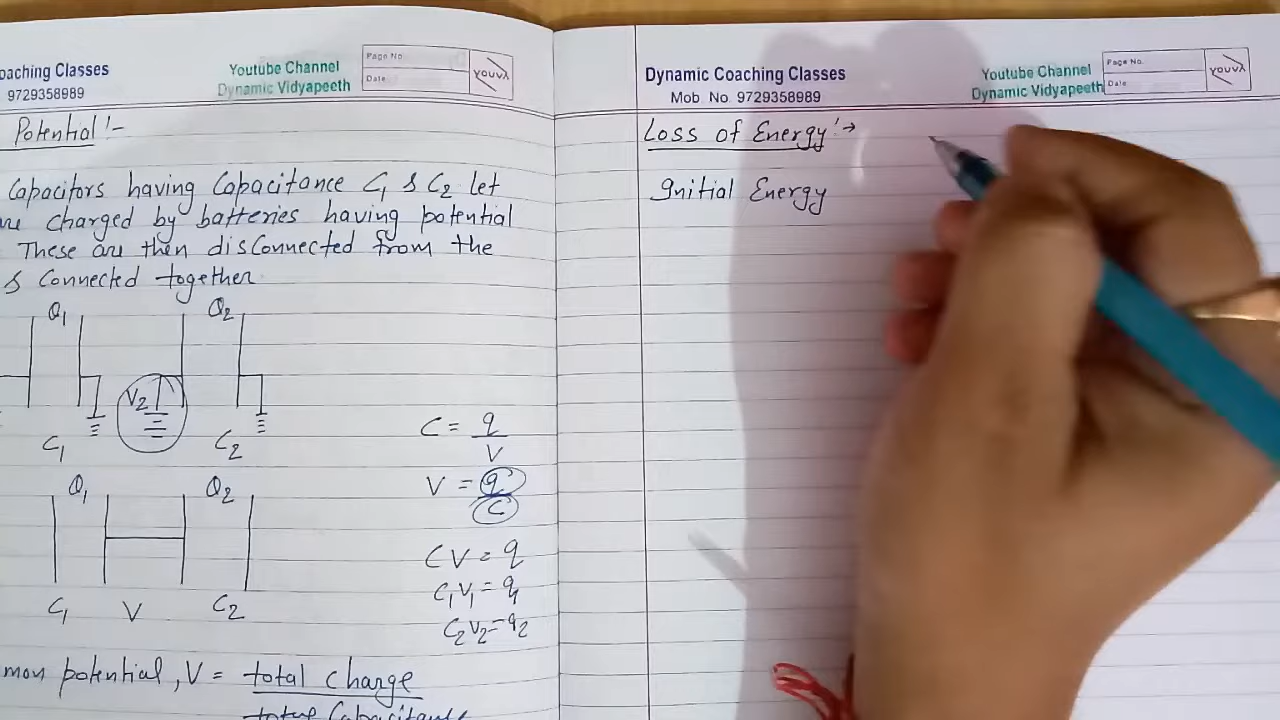 oaching Classes
9729358989
Youtube Channel
Dynamic Vidyapeeth
Page No.
Date
youva
Potential :-
Capacitors having Capacitance C₁ & C₂ let
are charged by batteries having potential
These are then disConnected from the
& Connected together
Q₁ Q₂
V₂
C₁ C₂
Q₁ Q₂
C₁ V C₂
C = q
V
V = q
C
CV = q
C₁V₁ = q₁
C₂V₂ = q₂
mon potential, V = total charge
total Capacitance
Dynamic Coaching Classes
Mob No 9729358989
Youtube Channel
Dynamic Vidyapeeth
Page No.
Date
youva
Loss of Energy :→
Initial Energy